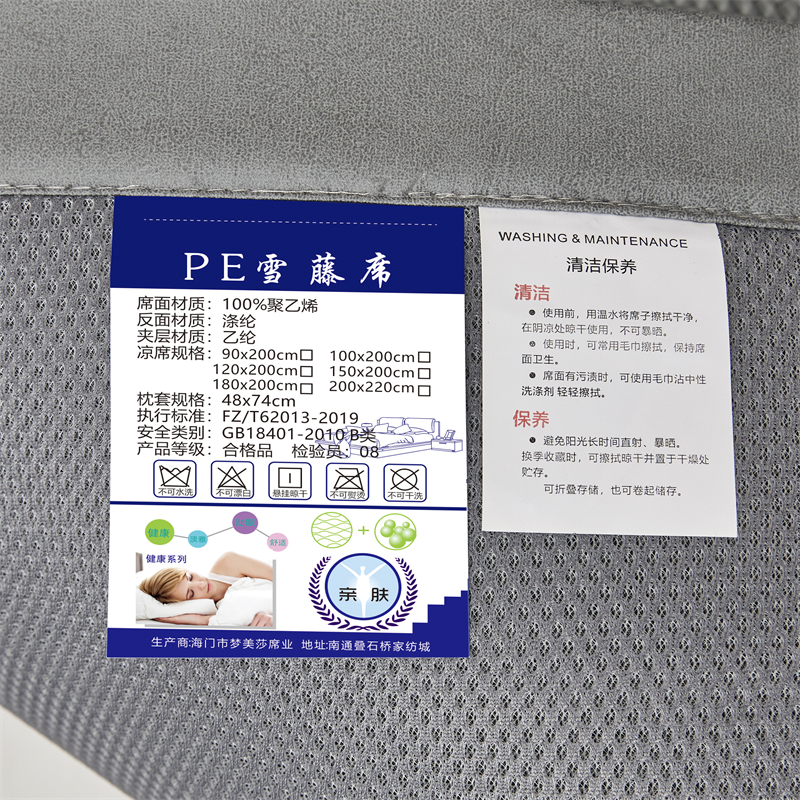 PE雪藤席
席面材质：100%聚乙烯
反面材质：涤纶
夹层材质：乙纶
凉席规格：90x200cm□ 100x200cm□
120x200cm□ 150x200cm□
180x200cm□ 200x220cm□
枕套规格：48x74cm
执行标准：FZ/T62013-2019
安全类别：GB18401-2010 B类
产品等级：合格品 检验员：08
不可水洗 不可漂白 悬挂晾干 不可熨烫 不可干洗
健康 淡雅 舒适
健康系列
亲肤
生产商:海门市梦美莎席业 地址:南通叠石桥家纺城
WASHING & MAINTENANCE
清洁保养
清洁
● 使用前，用温水将席子擦拭干净，
在阴凉处晾干使用，不可暴晒。
● 使用时，可常用毛巾擦拭，保持席
面卫生。
● 席面有污渍时，可使用毛巾沾中性
洗涤剂 轻轻擦拭。
保养
● 避免阳光长时间直射、暴晒。
换季收藏时，可擦拭晾干并置于干燥处
贮存。
可折叠存储，也可卷起储存。